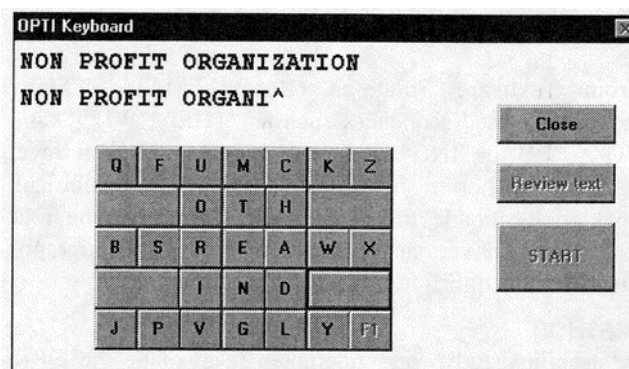 OPTI Keyboard
NON PROFIT ORGANIZATION
NON PROFIT ORGANI^
Close
Review text
START
Q F U M C K Z
O T H
B S R E A W X
I N D
J P V G L Y F1